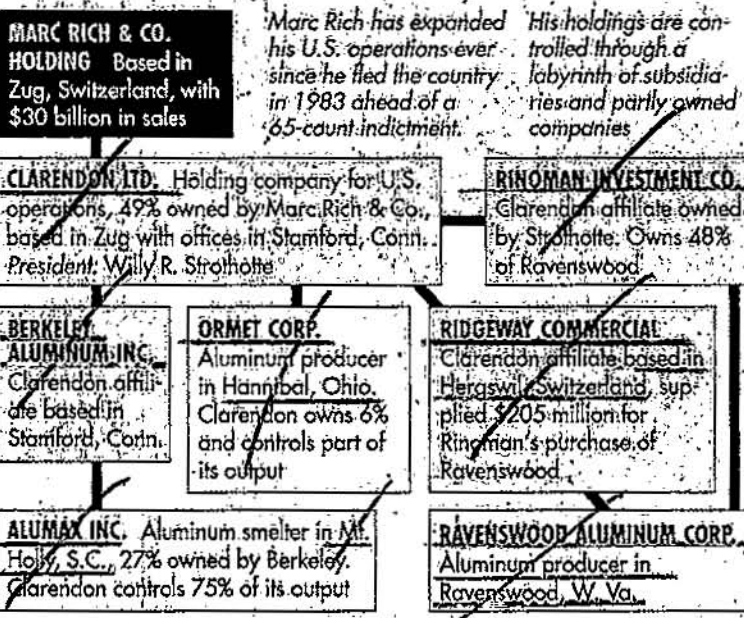 MARC RICH & CO.
HOLDING Based in
Zug, Switzerland, with
$30 billion in sales
Marc Rich has expanded
his U.S. operations ever
since he fled the country
in 1983 ahead of a
65-count indictment.
His holdings are con-
trolled through a
labyrinth of subsidia-
ries and partly owned
companies
CLARENDON LTD. Holding company for U.S.
operations, 49% owned by Marc Rich & Co.,
based in Zug with offices in Stamford, Conn.
President: Willy R. Strothotte
RINOMAN INVESTMENT CO.
Clarendon affiliate owned
by Strothotte. Owns 48%
of Ravenswood
BERKELEY
ALUMINUM INC.
Clarendon affili-
ate based in
Stamford, Conn.
ORMET CORP.
Aluminum producer
in Hannibal, Ohio.
Clarendon owns 6%
and controls part of
its output
RIDGEWAY COMMERCIAL
Clarendon affiliate based in
Hergswil, Switzerland, sup-
plied $205 million for
Rinoman's purchase of
Ravenswood
ALUMAX INC. Aluminum smelter in Mt.
Holly, S.C., 27% owned by Berkeley.
Clarendon controls 75% of its output
RAVENSWOOD ALUMINUM CORP.
Aluminum producer in
Ravenswood, W. Va.